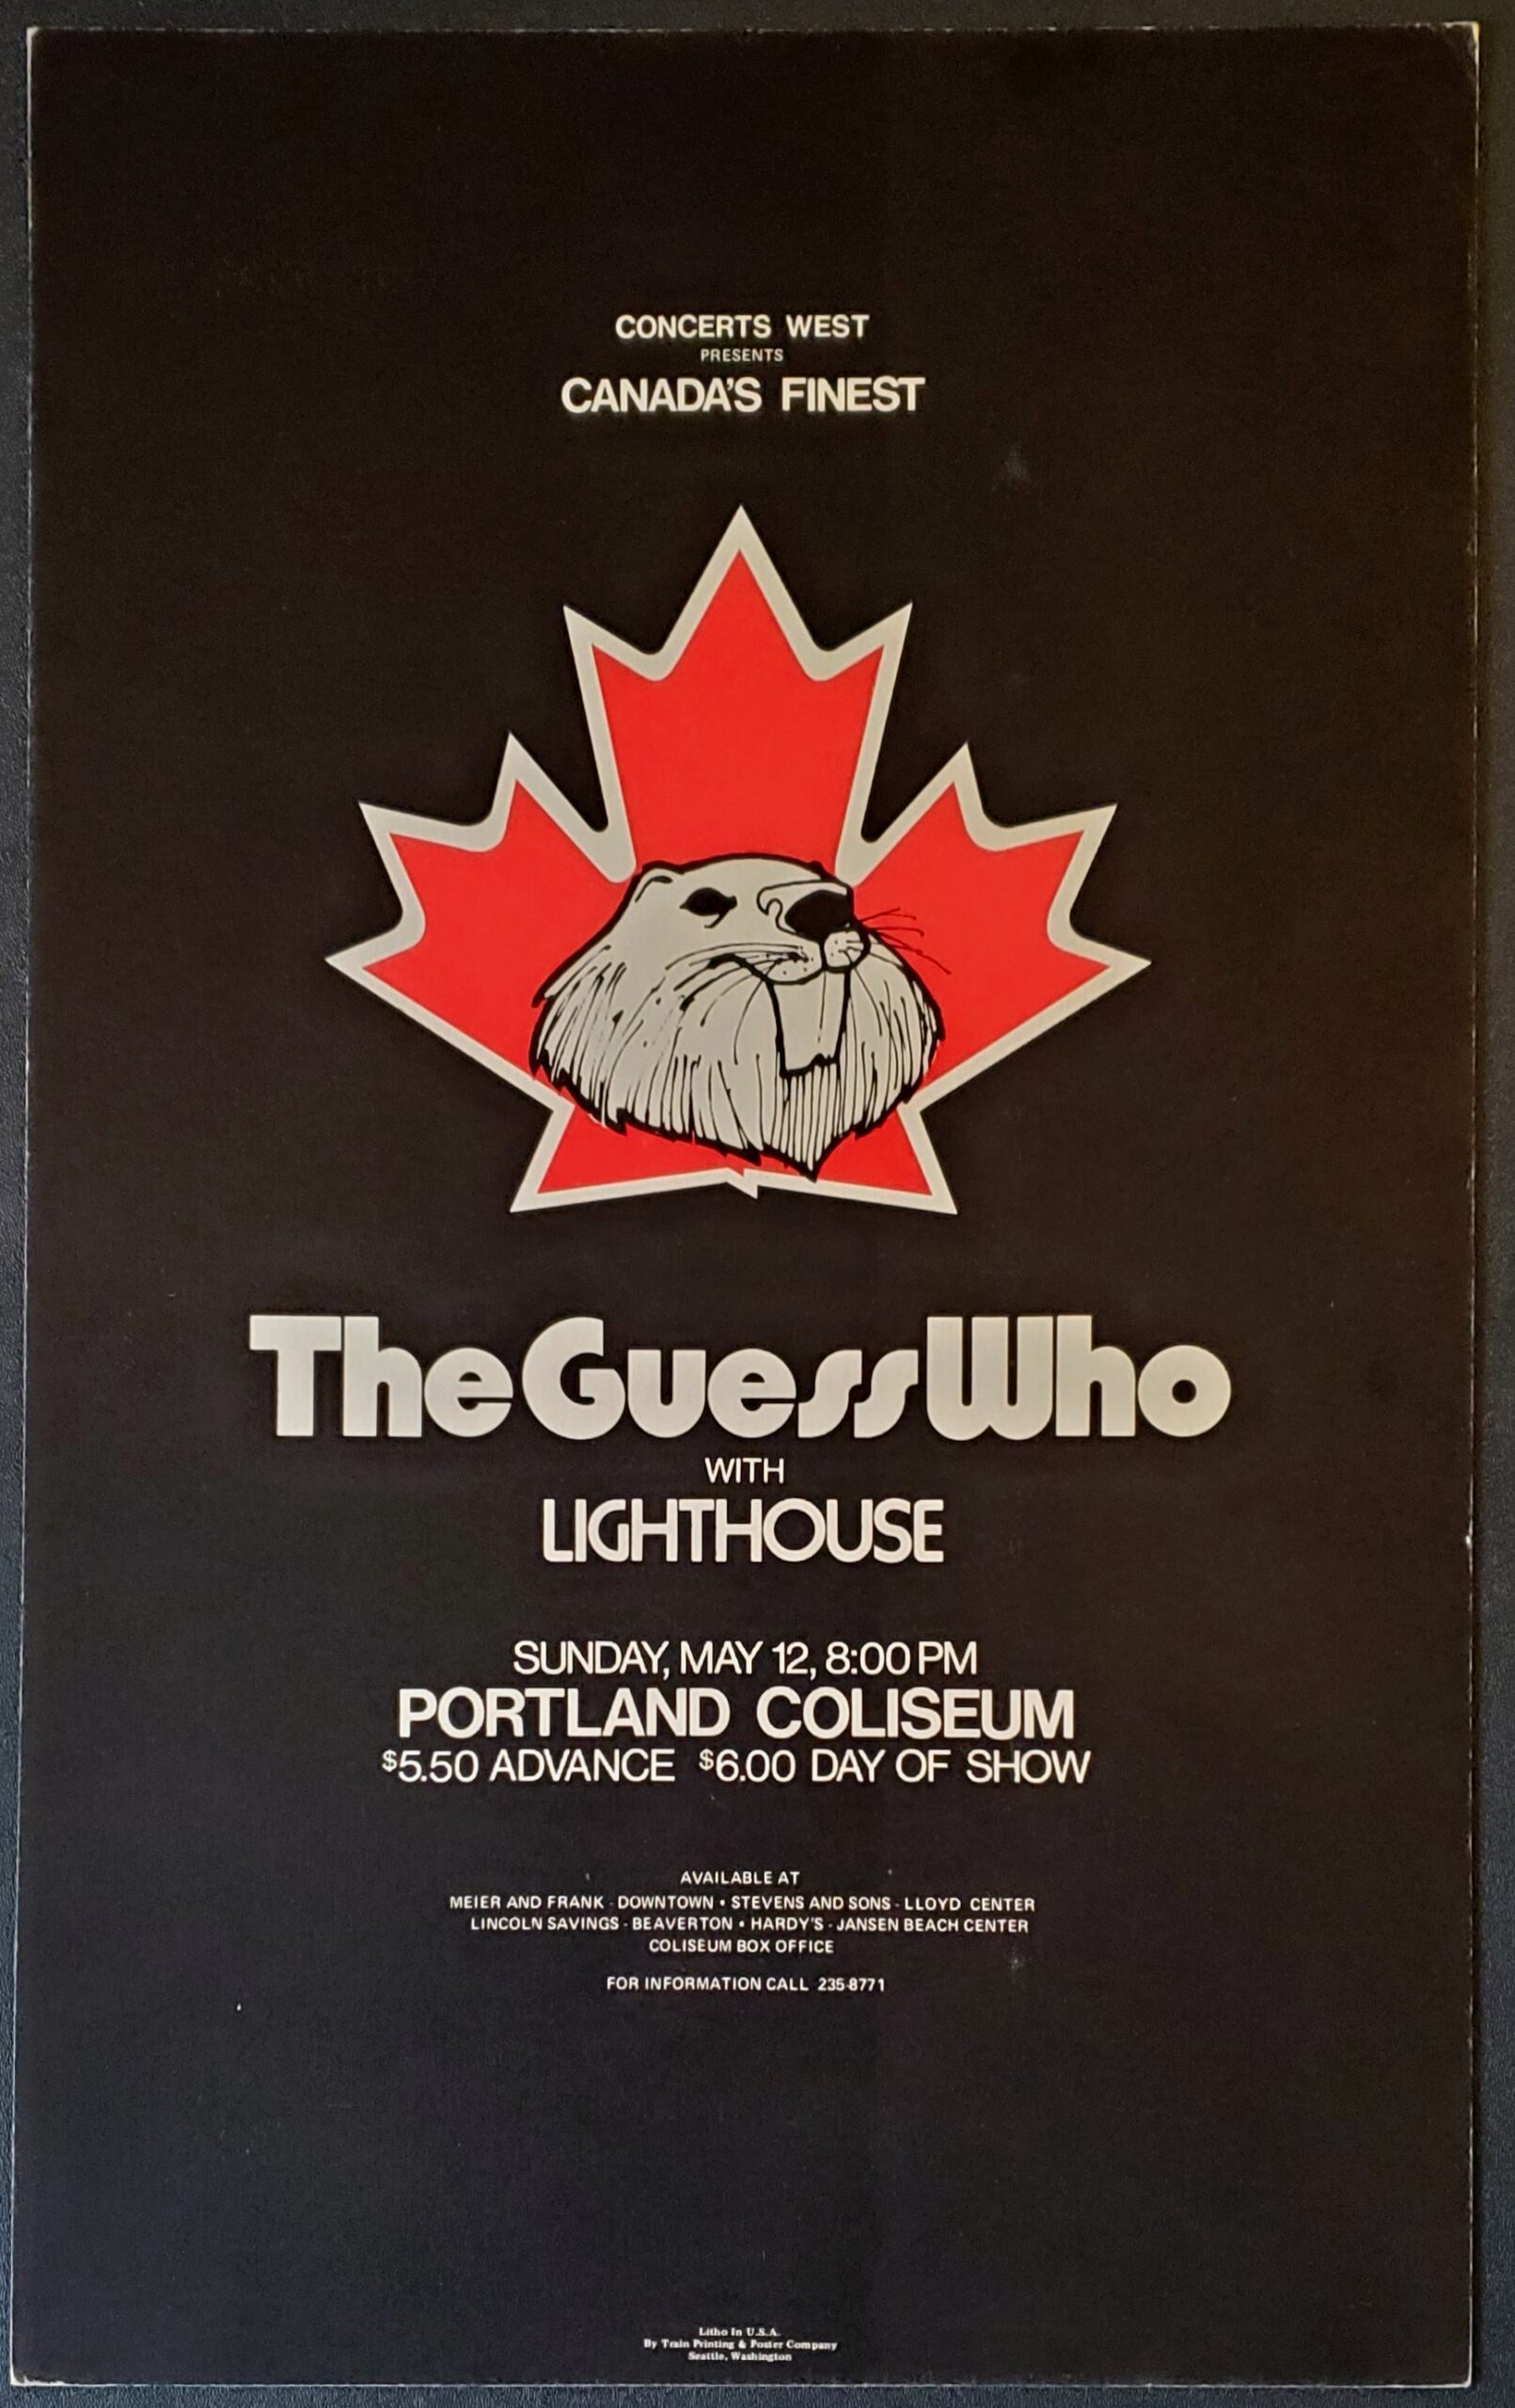 CONCERTS WEST
PRESENTS
CANADA'S FINEST
The Guess Who
WITH
LIGHTHOUSE
SUNDAY, MAY 12, 8:00 PM
PORTLAND COLISEUM
$5.50 ADVANCE $6.00 DAY OF SHOW
AVAILABLE AT
MEIER AND FRANK - DOWNTOWN • STEVENS AND SONS - LLOYD CENTER
LINCOLN SAVINGS - BEAVERTON • HARDY'S - JANSEN BEACH CENTER
COLISEUM BOX OFFICE
FOR INFORMATION CALL 235-8771
Litho In U.S.A.
By Train Printing & Poster Company
Seattle, Washington